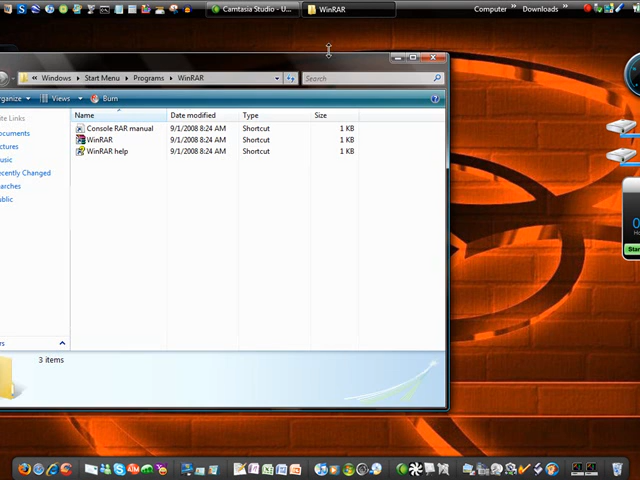 Camtasia Studio - U...
WinRAR
Computer
Downloads
Windows
Start Menu
Programs
WinRAR
Search
rganize
Views
Burn
Name
Date modified
Type
Size
ite Links
ocuments
ctures
usic
ecently Changed
arches
ublic
Console RAR manual 9/1/2008 8:24 AM Shortcut 1 KB
WinRAR 9/1/2008 8:24 AM Shortcut 1 KB
WinRAR help 9/1/2008 8:24 AM Shortcut 1 KB
rs
3 items
Star